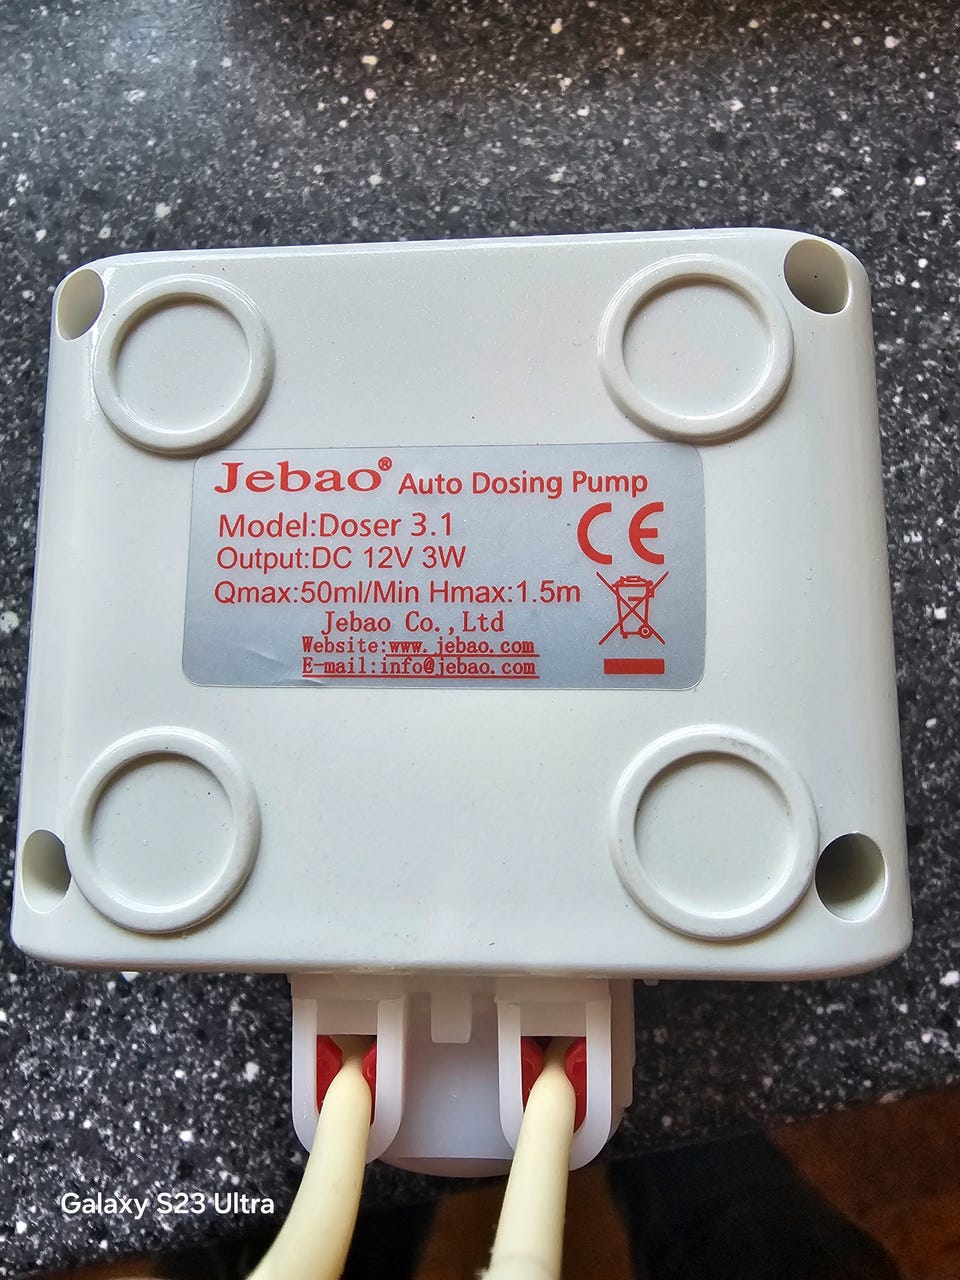 Jebao® Auto Dosing Pump
Model:Doser 3.1
Output:DC 12V 3W
Qmax:50ml/Min Hmax:1.5m
Jebao Co.,Ltd
Website:www.jebao.com
E-mail:info@jebao.com
CE
Galaxy S23 Ultra